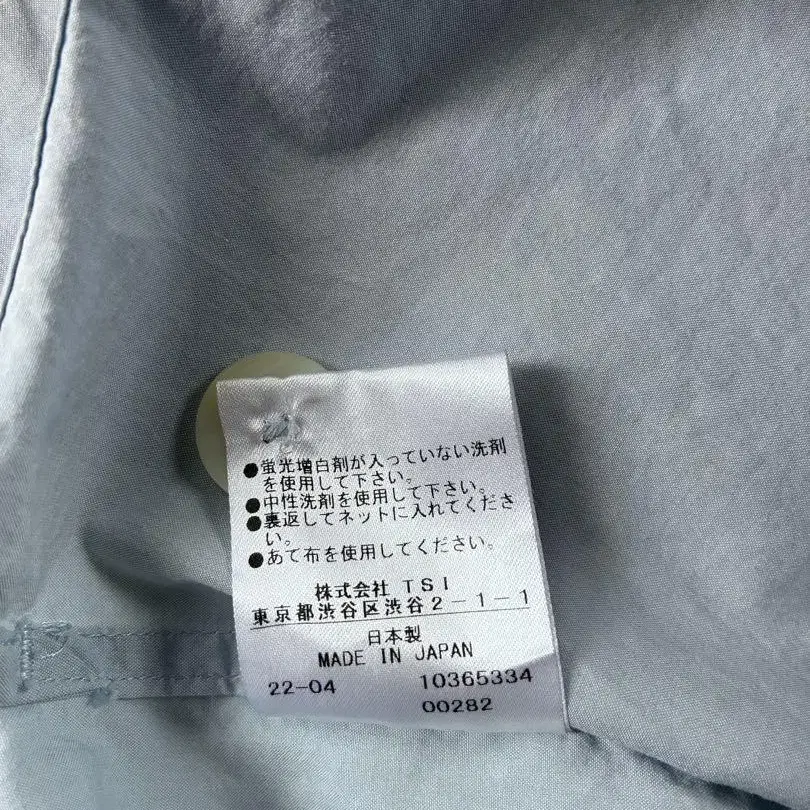 ●蛍光増白剤が入っていない洗剤
を使用して下さい。
●中性洗剤を使用して下さい。
●裏返してネットに入れてくださ
い。
●あて布を使用してください。
株式会社 TSI
東京都渋谷区渋谷2-1-1
日本製
MADE IN JAPAN
22-04 10365334
00282